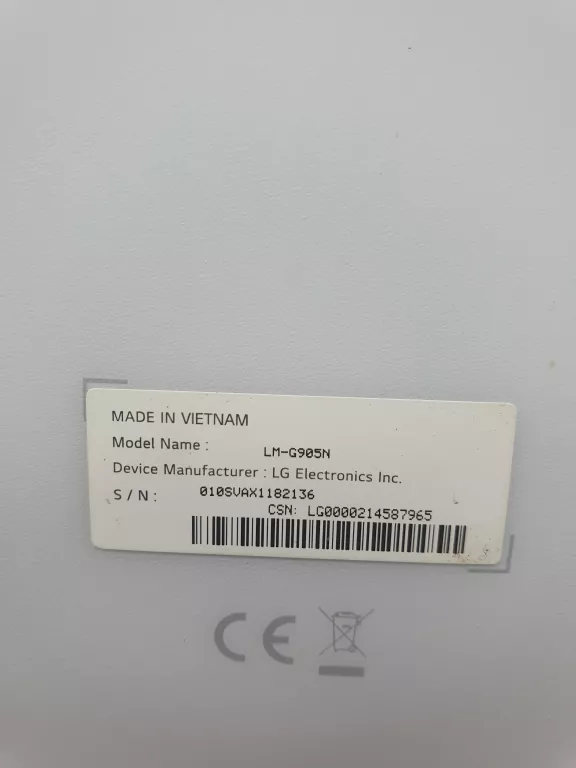 MADE IN VIETNAM
Model Name : LM-G905N
Device Manufacturer : LG Electronics Inc.
S / N : 010SVAX1182136
CSN: LG0000214587965
CE